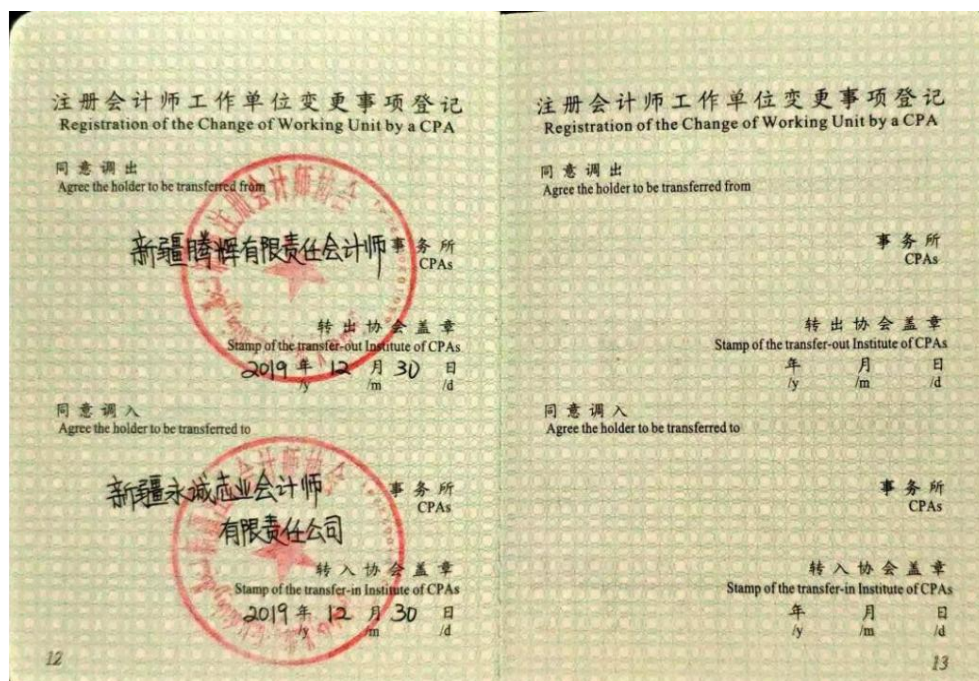 注册会计师工作单位变更事项登记
Registration of the Change of Working Unit by a CPA
同意调出
Agree the holder to be transferred from
新疆腾辉有限责任会计师事务所
CPAs
转出协会盖章
Stamp of the transfer-out Institute of CPAs
2019年12月30日
/y /m /d
同意调入
Agree the holder to be transferred to
新疆永诚志业会计师 事务所
CPAs
有限责任公司
转入协会盖章
Stamp of the transfer-in Institute of CPAs
2019年12月30日
/y /m /d
12
注册会计师工作单位变更事项登记
Registration of the Change of Working Unit by a CPA
同意调出
Agree the holder to be transferred from
事务所
CPAs
转出协会盖章
Stamp of the transfer-out Institute of CPAs
年 月 日
/y /m /d
同意调入
Agree the holder to be transferred to
事务所
CPAs
转入协会盖章
Stamp of the transfer-in Institute of CPAs
年 月 日
/y /m /d
13